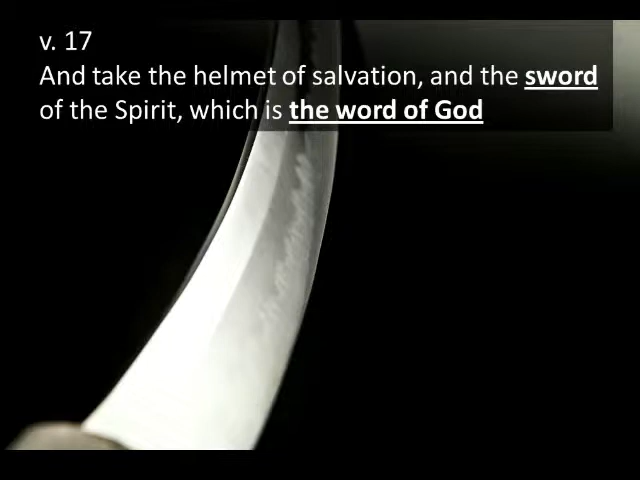 v. 17
And take the helmet of salvation, and the sword
of the Spirit, which is the word of God